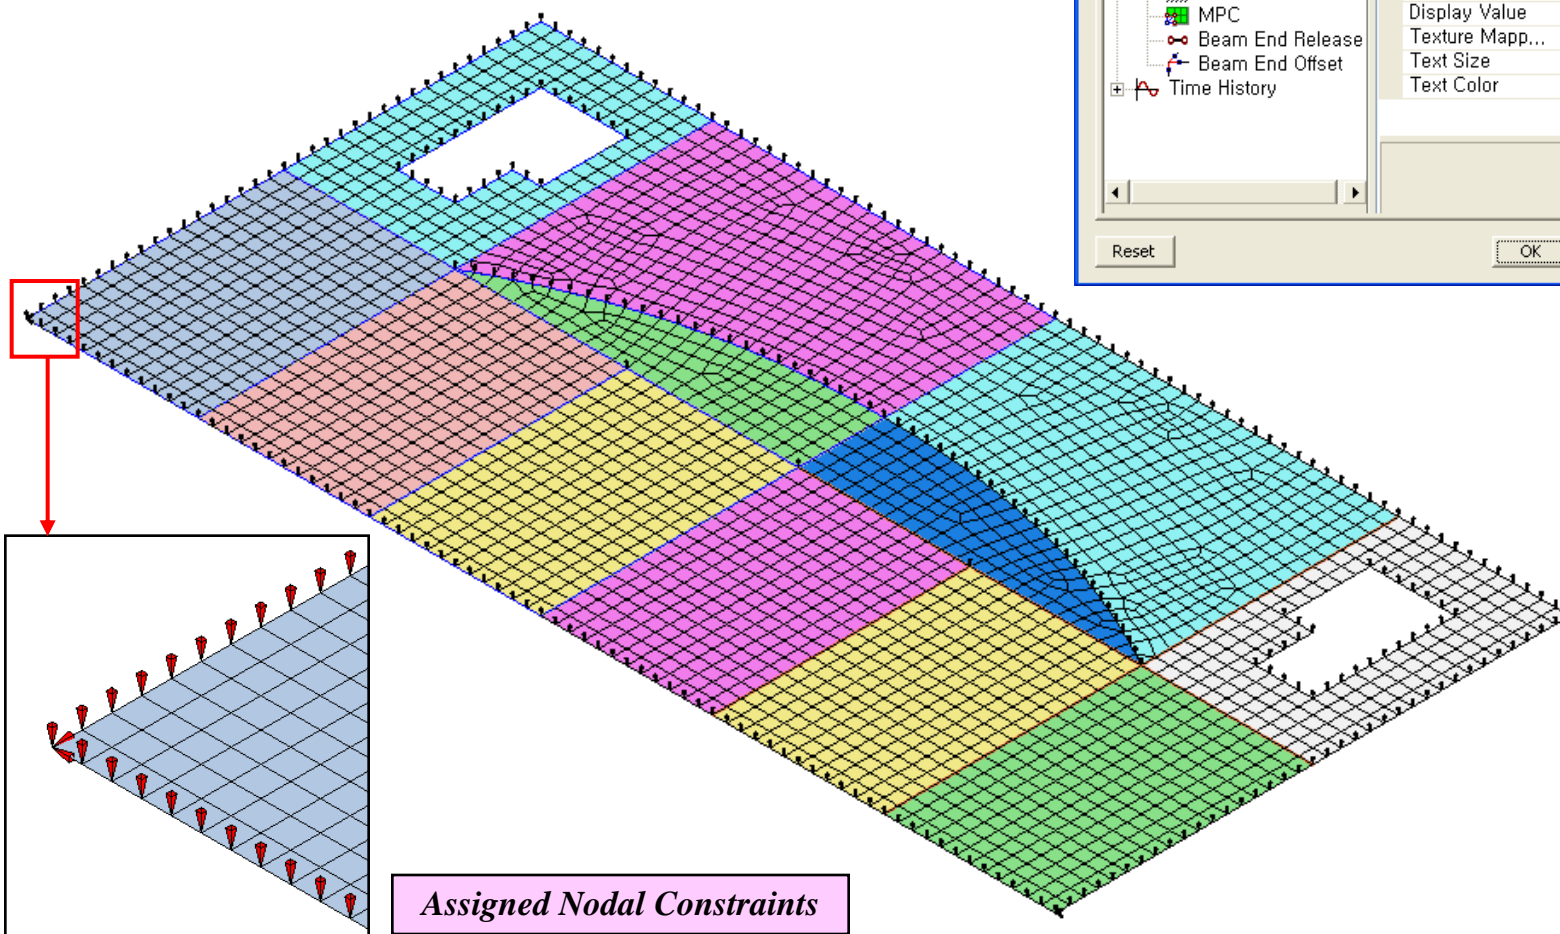 MPC
Beam End Release
Beam End Offset
Time History
Display Value
Texture Mapp...
Text Size
Text Color
Reset
OK
Assigned Nodal Constraints